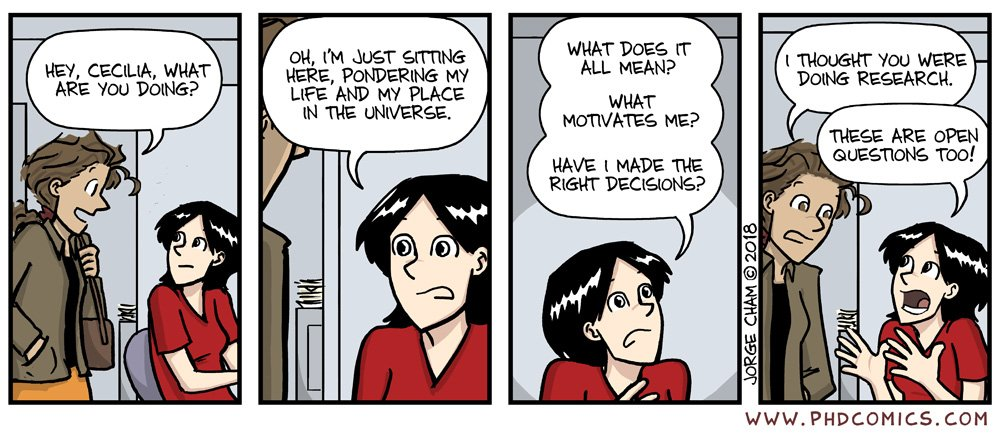 HEY, CECILIA, WHAT
ARE YOU DOING?
OH, I'M JUST SITTING
HERE, PONDERING MY
LIFE AND MY PLACE
IN THE UNIVERSE.
WHAT DOES IT
ALL MEAN?
WHAT
MOTIVATES ME?
HAVE I MADE THE
RIGHT DECISIONS?
I THOUGHT YOU WERE
DOING RESEARCH.
THESE ARE OPEN
QUESTIONS TOO!
JORGE CHAM © 2018
WWW.PHDCOMICS.COM